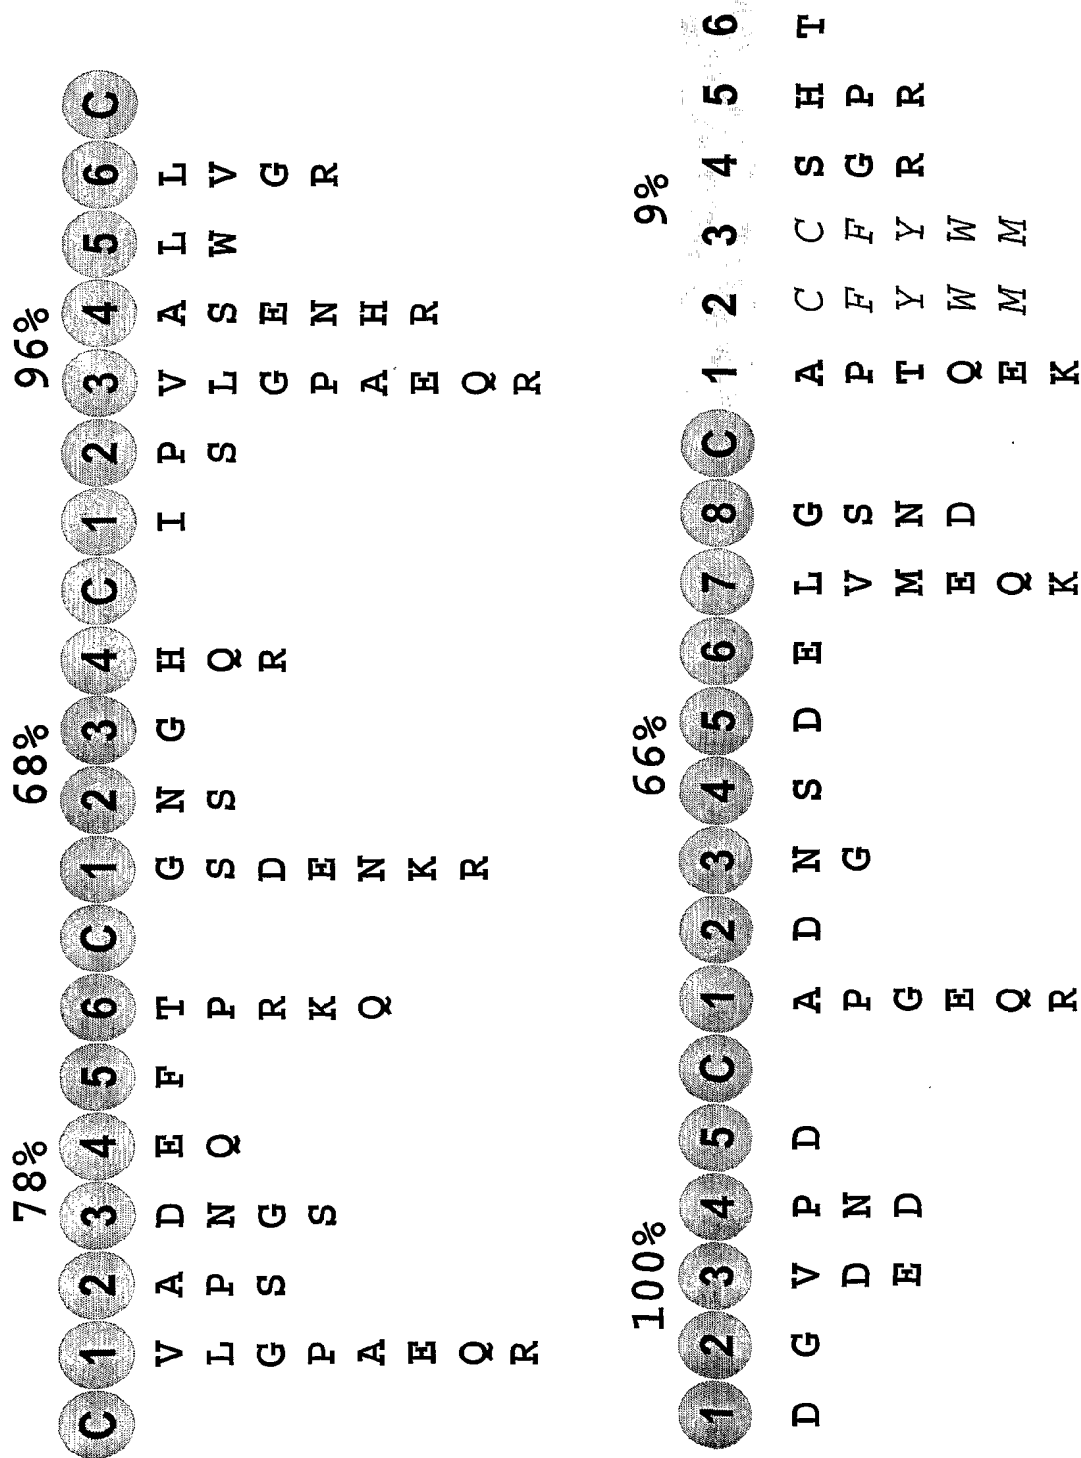 78% 68% 96%
C 1 2 3 4 5 6 C 1 2 3 4 C 1 2 3 4 5 6 C
V A D E F T G N G H I P V A L L
L P N Q P S S Q S L S W V
G S G R D R G E G
P S K E P N R
A Q N A H
E K E R
Q R Q
R R
100% 66% 9%
1 2 3 4 5 C 1 2 3 4 5 6 7 8 C 1 2 3 4 5 6
D G V P D A D N S D E L G A C C S H T
D N P G V S P F F G P
E D G M N T Y Y R R
E E D Q W W
Q Q E M M
R K K